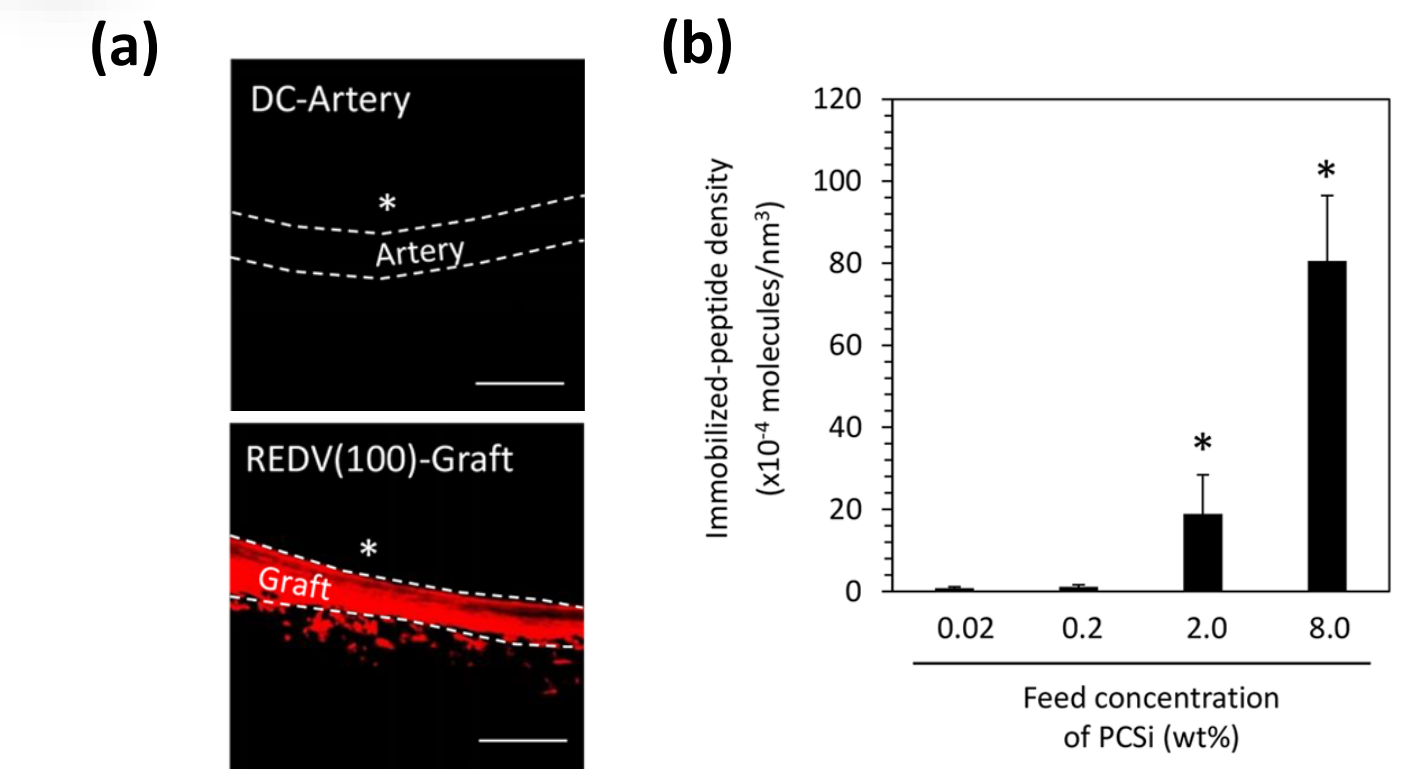 (a)
DC-Artery
*
Artery
REDV(100)-Graft
*
Graft
(b)
Immobilized-peptide density
(x10⁻⁴ molecules/nm³)
120
100
80
60
40
20
0
*
*
0.02 0.2 2.0 8.0
Feed concentration
of PCSi (wt%)